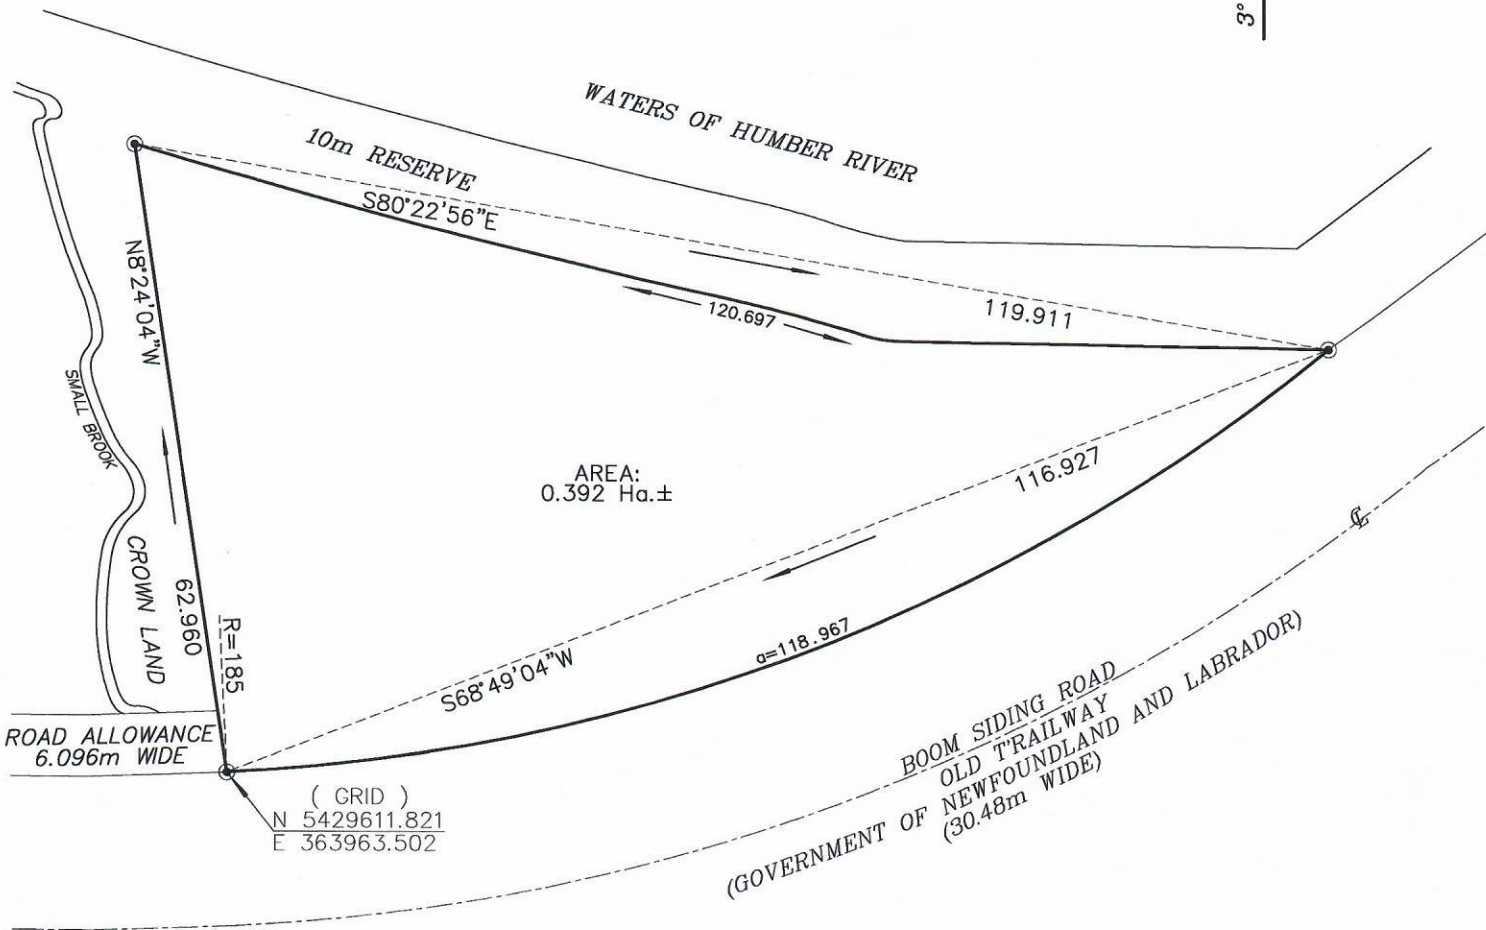 3°
WATERS OF HUMBER RIVER
10m RESERVE
S80°22'56"E
119.911
120.697
N8°24'04"W
SMALL BROOK
AREA:
0.392 Ha.±
116.927
℄
CROWN LAND
62.960
R=185
a=118.967
S68°49'04"W
ROAD ALLOWANCE
6.096m WIDE
BOOM SIDING ROAD
OLD T'RAILWAY
(GOVERNMENT OF NEWFOUNDLAND AND LABRADOR)
(30.48m WIDE)
( GRID )
N 5429611.821
E 363963.502